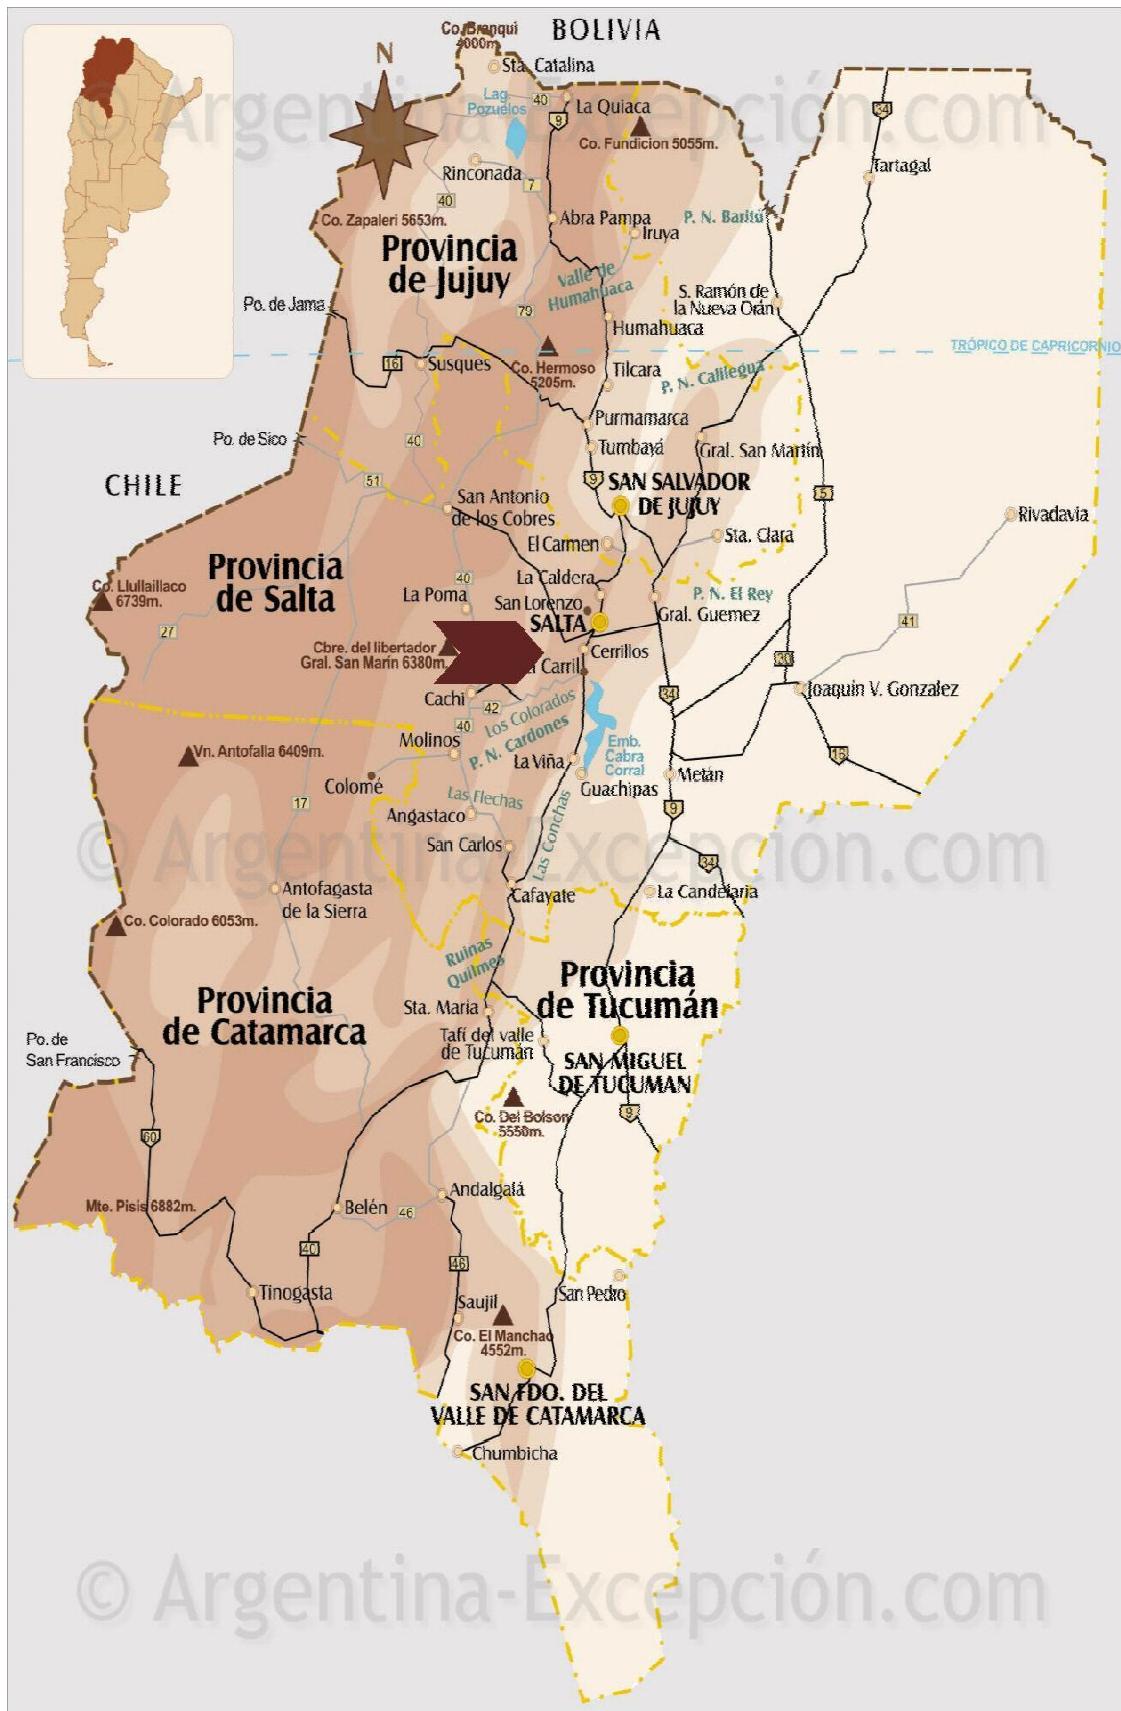 BOLIVIA
Co. Branqui
4000m.
Sta. Catalina
N
Lag.
Pozuelos
40
La Quiaca
9
34
© Argentina-Excepción.com
Co. Fundicion 5055m.
Tartagal
Rinconada
7
40
Co. Zapaleri 5653m.
Abra Pampa
P. N. Baritú
Iruya
Provincia
de Jujuy
Valle de
Humahuaca
S. Ramón de
la Nueva Orán
Po. de Jama
79
Humahuaca
TRÓPICO DE CAPRICORNIO
16
Susques
Co. Hermoso
5205m.
Tilcara
P. N. Calilegua
Purmamarca
Po. de Sico
40
Tumbaya
Gral. San Martín
CHILE
51
9
SAN SALVADOR
DE JUJUY
5
San Antonio
de los Cobres
Rivadavia
El Carmen
Sta. Clara
Provincia
de Salta
Co. Llullaillaco
6739m.
40
La Caldera
La Poma
San Lorenzo
P. N. El Rey
Gral. Guemez
SALTA
27
41
Cbre. del libertador
Gral. San Marín 6380m.
Cerrillos
Carril
30
Cachi
42
34
Joaquín V. Gonzalez
Los Colorados
40
P. N. Cardones
Molinos
Vn. Antofalla 6409m.
La Viña
Emb.
Cabra
Corral
16
Metán
Colomé
Guachipas
17
Las Flechas
Angastaco
9
Las Conchas
San Carlos
34
© Argentina-Excepción.com
Antofagasta
de la Sierra
Cafayate
La Candelaria
Co. Colorado 6053m.
Ruinas
Quilmes
Provincia
de Tucumán
Provincia
de Catamarca
Sta. Maria
Po. de
San Francisco
Tafí del valle
de Tucumán
SAN MIGUEL
DE TUCUMAN
Co. Del Bolson
5550m.
9
60
Mte. Pisis 6882m.
Andalgalá
Belén
46
40
46
Tinogasta
San Pedro
Saujil
Co. El Manchao
4552m.
SAN FDO. DEL
VALLE DE CATAMARCA
Chumbicha
© Argentina-Excepción.com